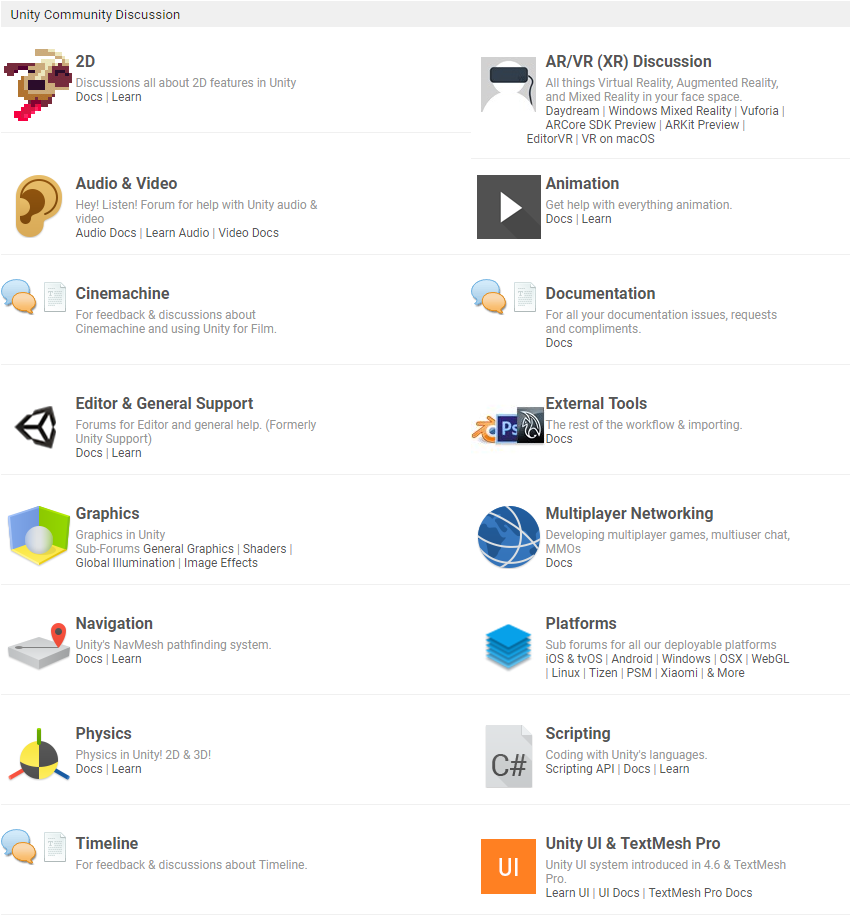 Unity Community Discussion
2D
Discussions all about 2D features in Unity
Docs | Learn
AR/VR (XR) Discussion
All things Virtual Reality, Augmented Reality,
and Mixed Reality in your face space.
Daydream | Windows Mixed Reality | Vuforia |
ARCore SDK Preview | ARKit Preview |
EditorVR | VR on macOS
Audio & Video
Hey! Listen! Forum for help with Unity audio &
video
Audio Docs | Learn Audio | Video Docs
Animation
Get help with everything animation.
Docs | Learn
Cinemachine
For feedback & discussions about
Cinemachine and using Unity for Film.
Documentation
For all your documentation issues, requests
and compliments.
Docs
Editor & General Support
Forums for Editor and general help. (Formerly
Unity Support)
Docs | Learn
Ps
External Tools
The rest of the workflow & importing.
Docs
Graphics
Graphics in Unity
Sub-Forums General Graphics | Shaders |
Global Illumination | Image Effects
Multiplayer Networking
Developing multiplayer games, multiuser chat,
MMOs
Docs
Navigation
Unity's NavMesh pathfinding system.
Docs | Learn
Platforms
Sub forums for all our deployable platforms
iOS & tvOS | Android | Windows | OSX | WebGL
| Linux | Tizen | PSM | Xiaomi | & More
Physics
Physics in Unity! 2D & 3D!
Docs | Learn
C#
Scripting
Coding with Unity's languages.
Scripting API | Docs | Learn
Timeline
For feedback & discussions about Timeline.
UI
Unity UI & TextMesh Pro
Unity UI system introduced in 4.6 & TextMesh
Pro.
Learn UI | UI Docs | TextMesh Pro Docs